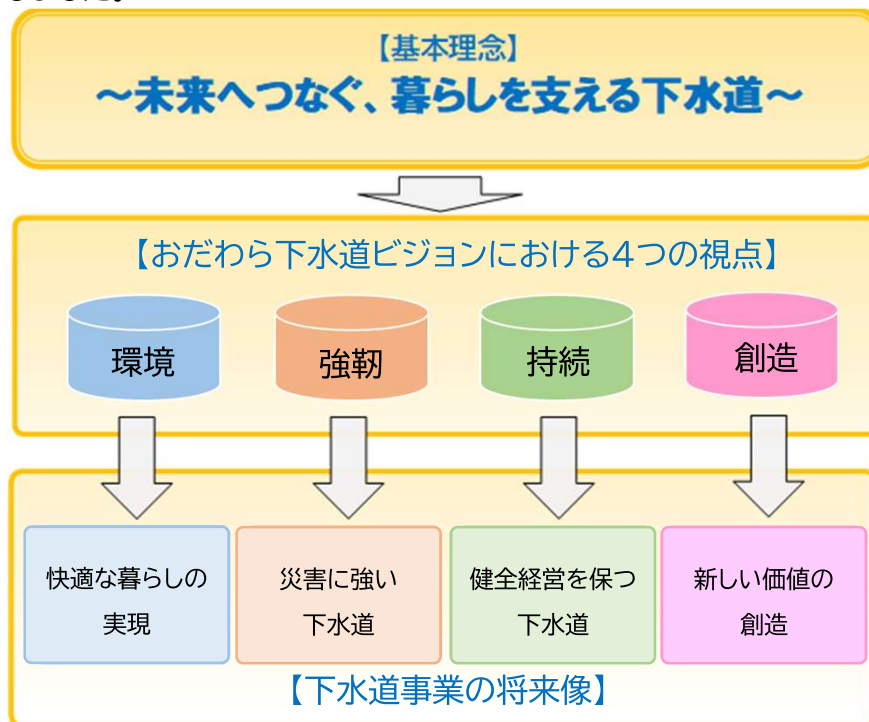 【基本理念】
～未来へつなぐ、暮らしを支える下水道～
【おだわら下水道ビジョンにおける4つの視点】
環境
強靭
持続
創造
快適な暮らしの
実現
災害に強い
下水道
健全経営を保つ
下水道
新しい価値の
創造
【下水道事業の将来像】